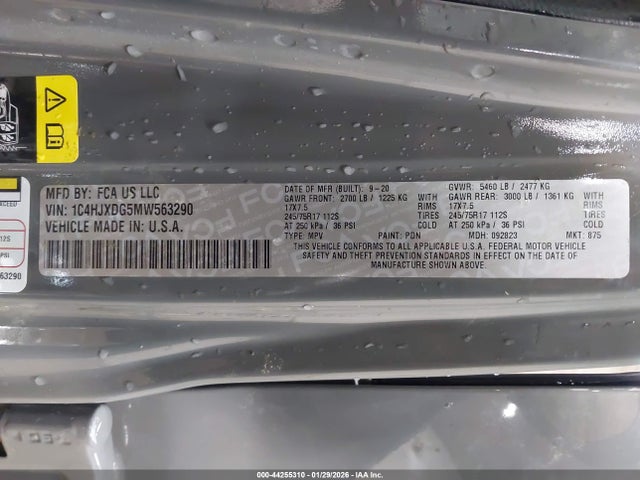 MFD BY: FCA US LLC
VIN: 1C4HJXDG5MW563290
VEHICLE MADE IN: U.S.A.
DATE OF MFR (BUILT): 9-20
GVWR: 5460 LB / 2477 KG
GAWR FRONT: 2700 LB / 1225 KG
GAWR REAR: 3000 LB / 1361 KG
17X7.5 RIMS 17X7.5 RIMS
245/75R17 112S TIRES 245/75R17 112S TIRES
AT 250 kPa / 36 PSI COLD AT 250 kPa / 36 PSI COLD
TYPE: MPV PAINT: PDN MDH: 092823 MKT: 875
THIS VEHICLE CONFORMS TO ALL APPLICABLE U.S.A. FEDERAL MOTOR VEHICLE
SAFETY AND THEFT PREVENTION STANDARDS IN EFFECT ON THE DATE OF
MANUFACTURE SHOWN ABOVE.
12S
PSI
63290
000-44255310 - 01/29/2026 - IAAI.com